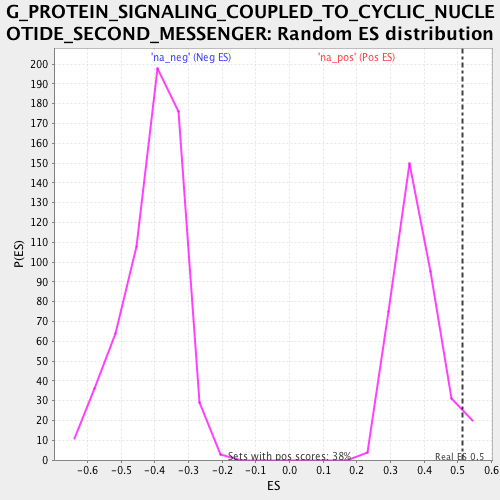 G_PROTEIN_SIGNALING_COUPLED_TO_CYCLIC_NUCLE
OTIDE_SECOND_MESSENGER: Random ES distribution
'na_neg' (Neg ES) 'na_pos' (Pos ES)
200
190
180
170
160
150
140
130
120
110
100
90
80
70
60
50
40
30
20
10
0
P(ES)
Sets with pos scores: 38%
Real ES 0.5
-0.6 -0.5 -0.4 -0.3 -0.2 -0.1 0.0 0.1 0.2 0.3 0.4 0.5 0.6
ES